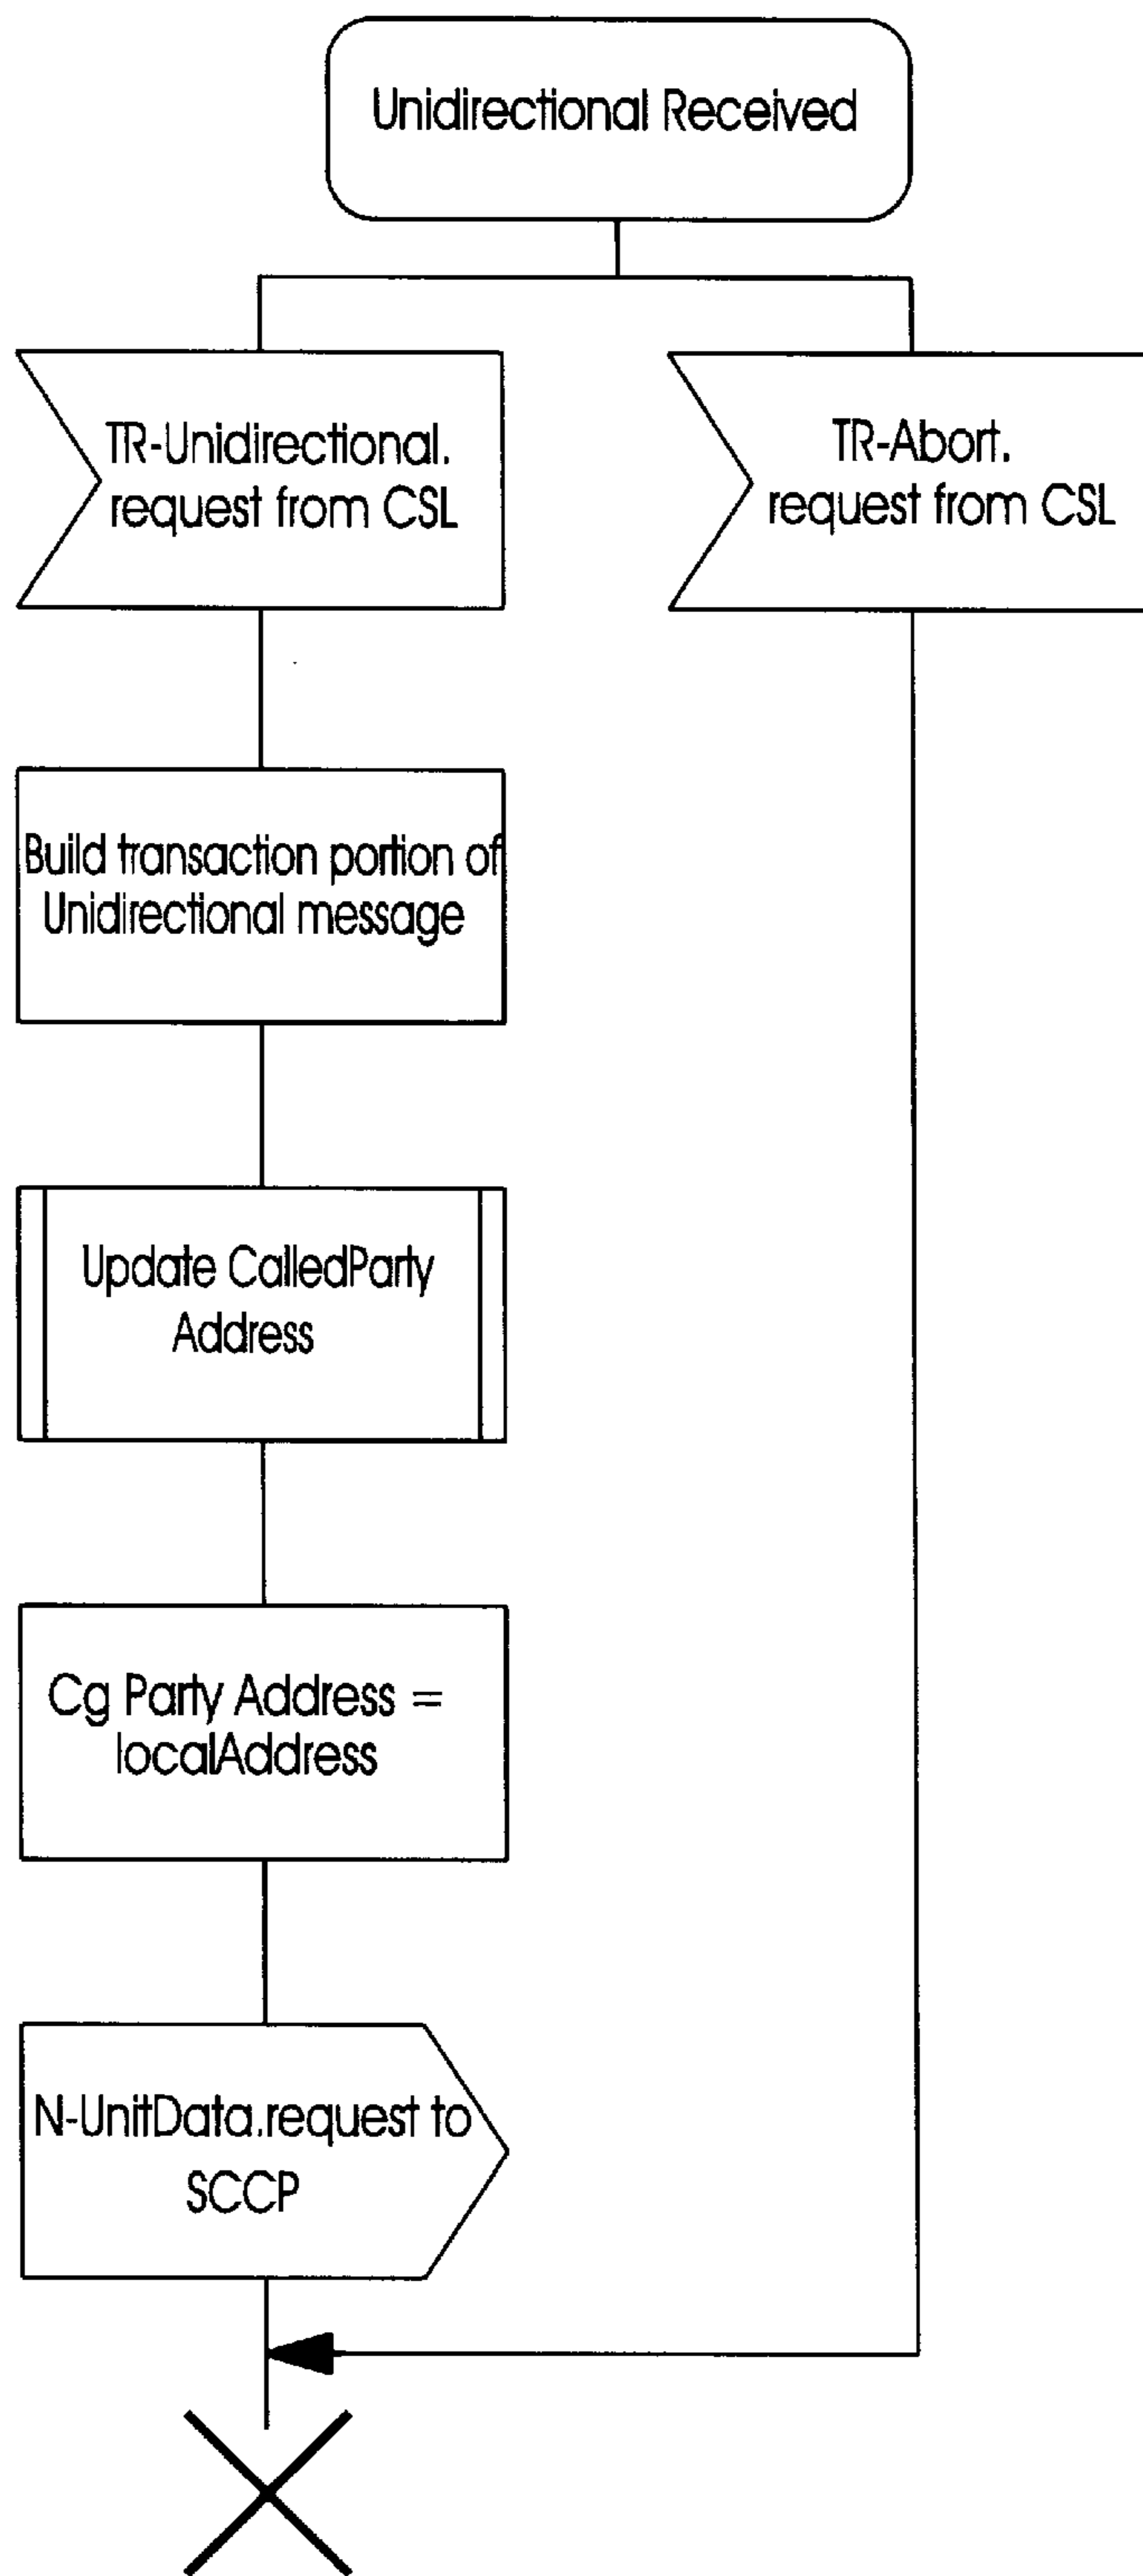 Unidirectional Received
TR-Unidirectional.
request from CSL
TR-Abort.
request from CSL
Build transaction portion of
Unidirectional message
Update CalledParty
Address
Cg Party Address =
localAddress
N-UnitData.request to
SCCP